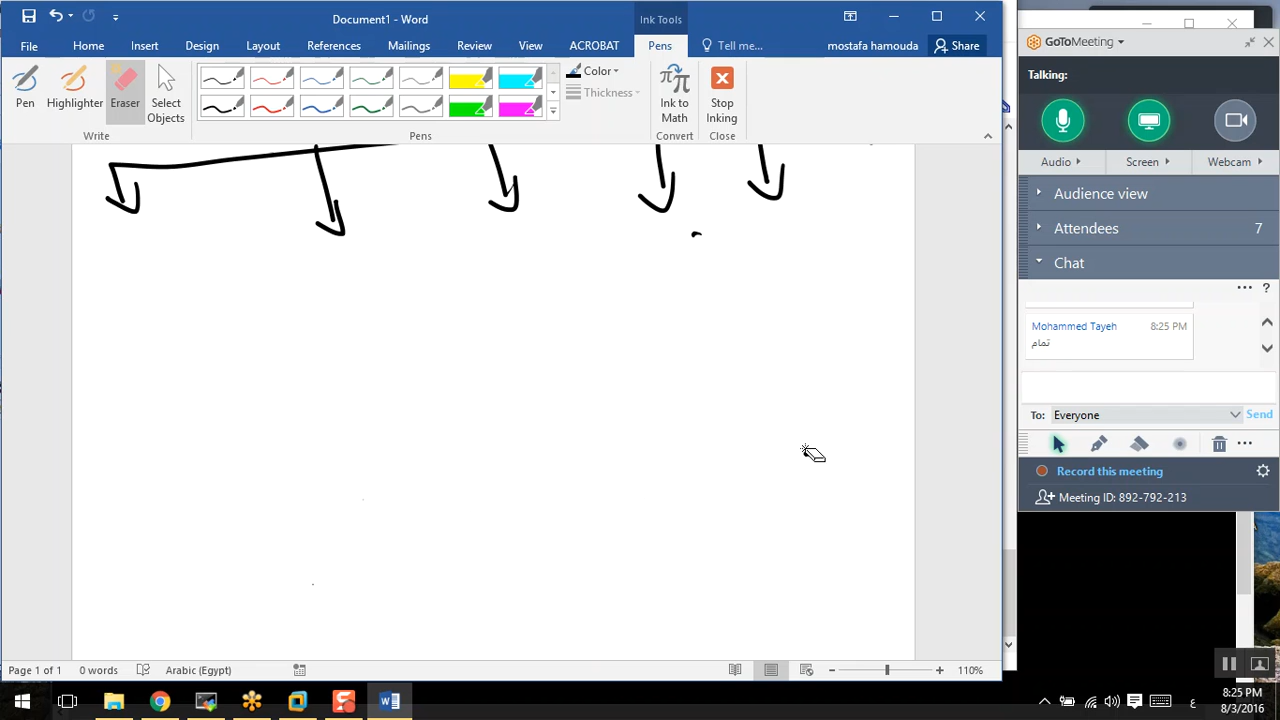 Document1 - Word
Ink Tools
File
Home
Insert
Design
Layout
References
Mailings
Review
View
ACROBAT
Pens
Tell me...
mostafa hamouda
Share
Pen
Highlighter
Eraser
Select Objects
Color
Thickness
Ink to Math
Stop Inking
Write
Pens
Convert
Close
GoToMeeting
Talking:
Audio
Screen
Webcam
Audience view
Attendees 7
Chat
?
Mohammed Tayeh 8:25 PM
تمام
To: Everyone Send
Record this meeting
Meeting ID: 892-792-213
Page 1 of 1 0 words Arabic (Egypt) 110%
ع
8:25 PM
8/3/2016